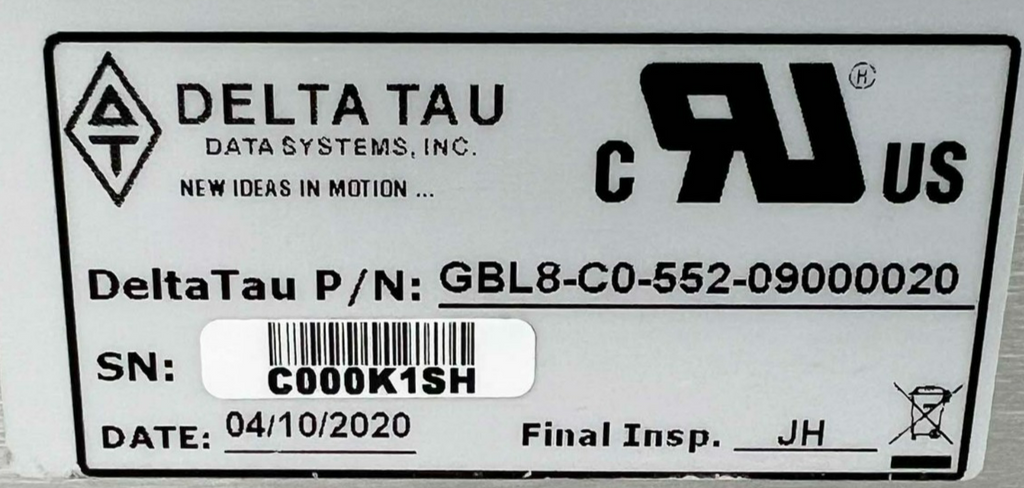 DELTA TAU
DATA SYSTEMS, INC.
NEW IDEAS IN MOTION ...
C RU US
DeltaTau P/N: GBL8-C0-552-09000020
SN: C000K1SH
DATE: 04/10/2020
Final Insp. JH